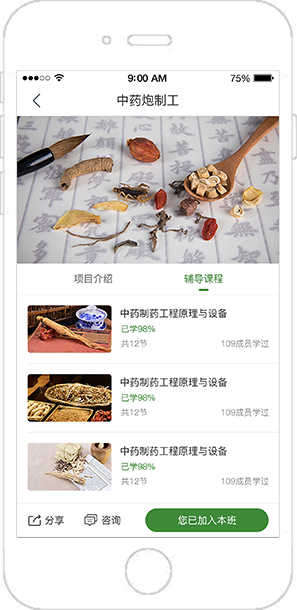 9:00 AM
75%
中药炮制工
项目介绍
辅导课程
中药制药工程原理与设备
已学98%
共12节
109成员学过
中药制药工程原理与设备
已学98%
共12节
109成员学过
中药制药工程原理与设备
已学98%
共12节
109成员学过
分享
咨询
您已加入本班